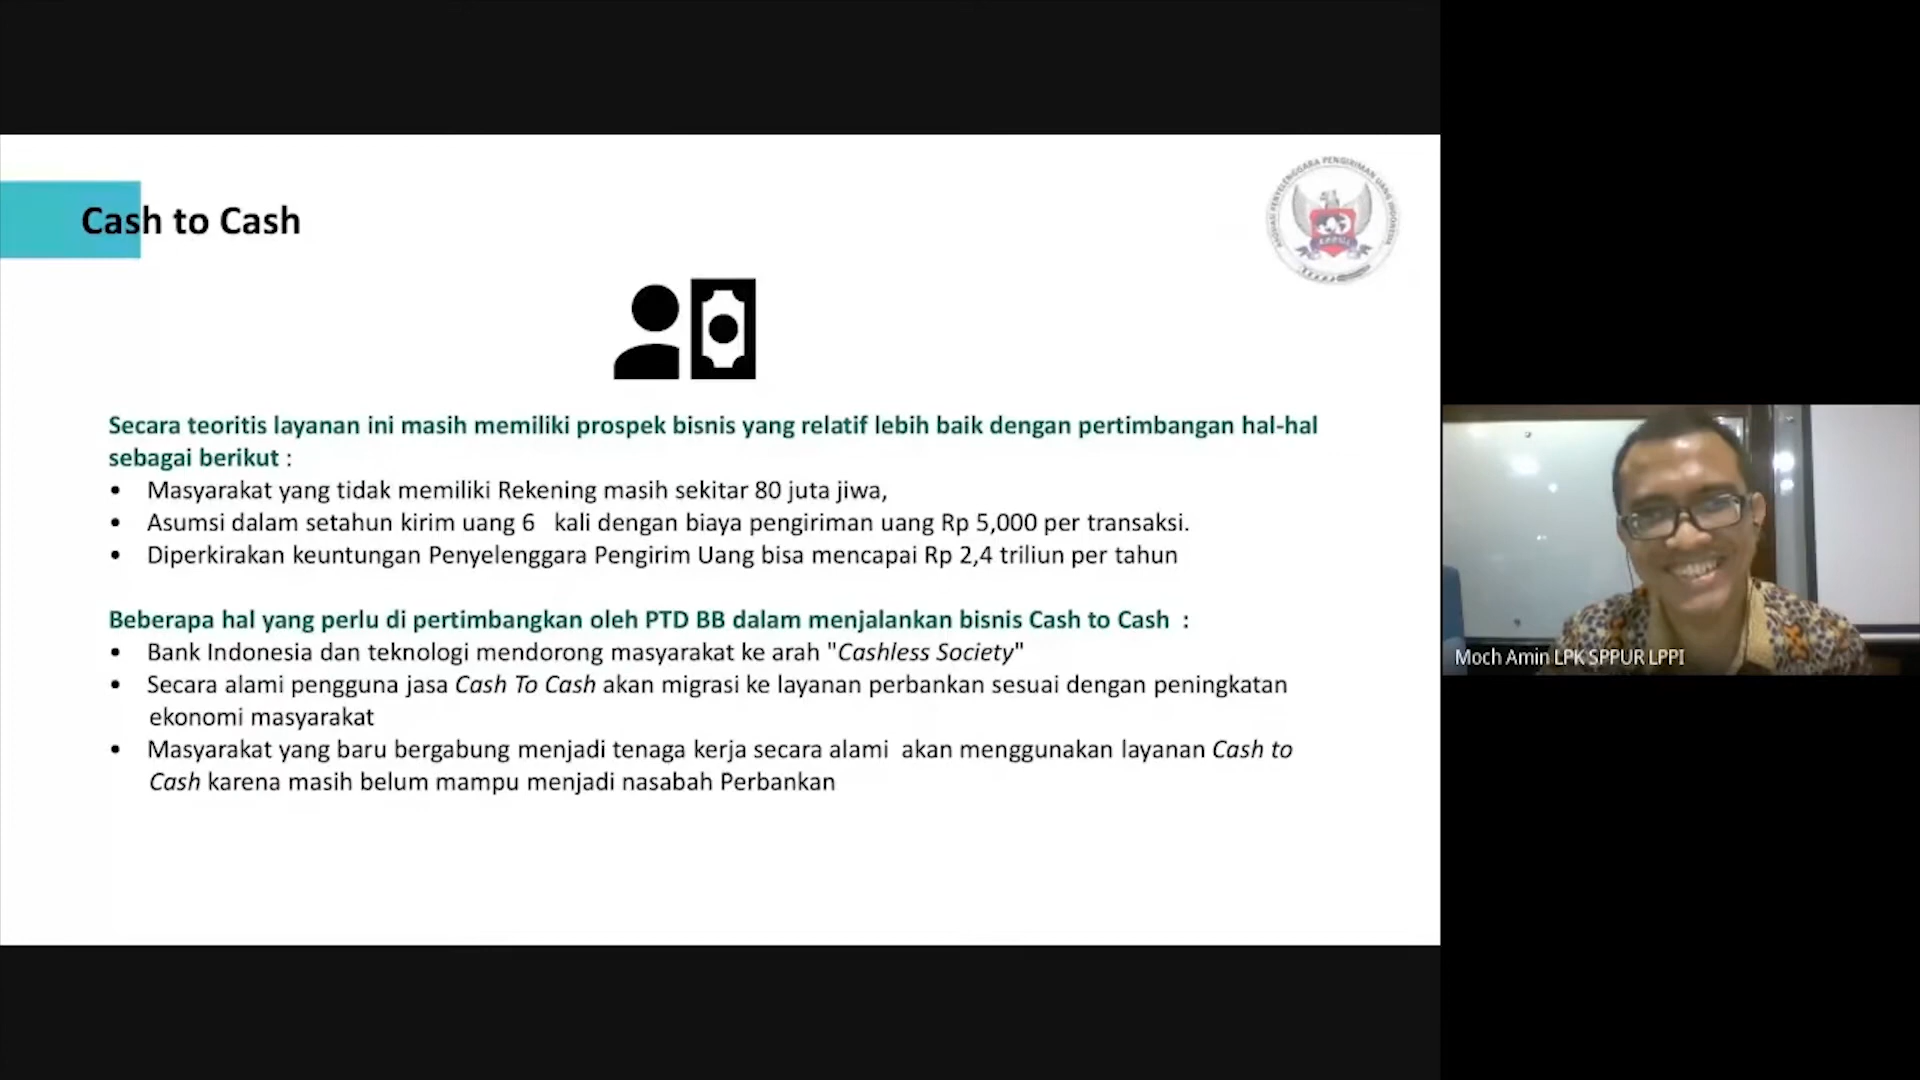 Cash to Cash
ASOSIASI PENYELENGGARA PENGIRIMAN UANG INDONESIA
Secara teoritis layanan ini masih memiliki prospek bisnis yang relatif lebih baik dengan pertimbangan hal-hal
sebagai berikut :
• Masyarakat yang tidak memiliki Rekening masih sekitar 80 juta jiwa,
• Asumsi dalam setahun kirim uang 6 kali dengan biaya pengiriman uang Rp 5,000 per transaksi.
• Diperkirakan keuntungan Penyelenggara Pengirim Uang bisa mencapai Rp 2,4 triliun per tahun
Beberapa hal yang perlu di pertimbangkan oleh PTD BB dalam menjalankan bisnis Cash to Cash :
• Bank Indonesia dan teknologi mendorong masyarakat ke arah "Cashless Society"
• Secara alami pengguna jasa Cash To Cash akan migrasi ke layanan perbankan sesuai dengan peningkatan
ekonomi masyarakat
• Masyarakat yang baru bergabung menjadi tenaga kerja secara alami akan menggunakan layanan Cash to
Cash karena masih belum mampu menjadi nasabah Perbankan
Moch Amin LPK SPPUR LPPI